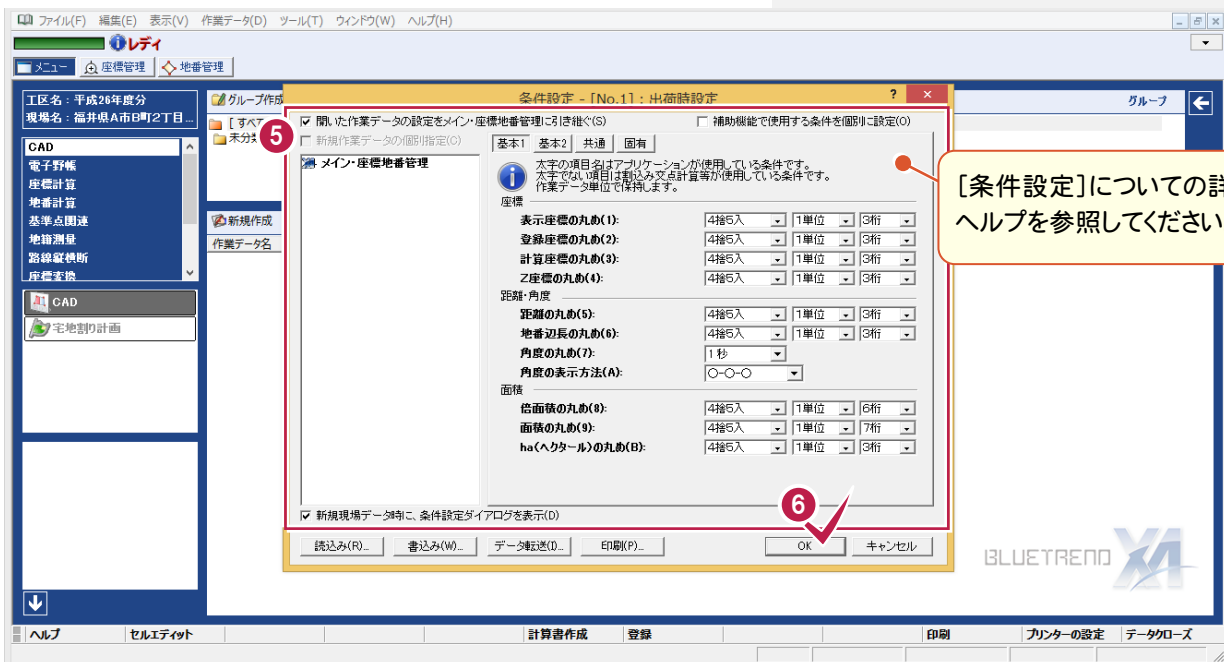 ファイル(F) 編集(E) 表示(V) 作業データ(D) ツール(T) ウィンドウ(W) ヘルプ(H)
レディ
メニュー 座標管理 地番管理
工区名：平成26年度分
現場名：福井県A市B町2丁目...
グループ作成
グループ
[すべて
未分類
CAD
電子野帳
座標計算
地番計算
基準点関連
地籍測量
路線縦横断
座標変換
新規作成
作業データ名
CAD
宅地割り計画
条件設定 - [No.1]：出荷時設定
? ×
5
開いた作業データの設定をメイン・座標地番管理に引き継ぐ(S)
補助機能で使用する条件を個別に設定(O)
新規作業データの個別指定(C)
メイン・座標地番管理
基本1 基本2 共通 固有
太字の項目名はアプリケーションが使用している条件です。
太字でない項目は割込み交点計算等が使用している条件です。
作業データ単位で保持します。
座標
表示座標の丸め(1): 4捨5入 1単位 3桁
登録座標の丸め(2): 4捨5入 1単位 3桁
計算座標の丸め(3): 4捨5入 1単位 3桁
Z座標の丸め(4): 4捨5入 1単位 3桁
距離・角度
距離の丸め(5): 4捨5入 1単位 3桁
地番辺長の丸め(6): 4捨5入 1単位 3桁
角度の丸め(7): 1秒
角度の表示方法(A): ○-○-○
面積
倍面積の丸め(8): 4捨5入 1単位 6桁
面積の丸め(9): 4捨5入 1単位 7桁
ha(ヘクタール)の丸め(B): 4捨5入 1単位 3桁
新規現場データ時に、条件設定ダイアログを表示(D)
6
読込み(R)... 書込み(W)... データ転送(I)... 印刷(P)... OK キャンセル
[条件設定]についての詳
ヘルプを参照してください
BLUETREND XA
ヘルプ セルエディット 計算書作成 登録 印刷 プリンターの設定 データクローズ